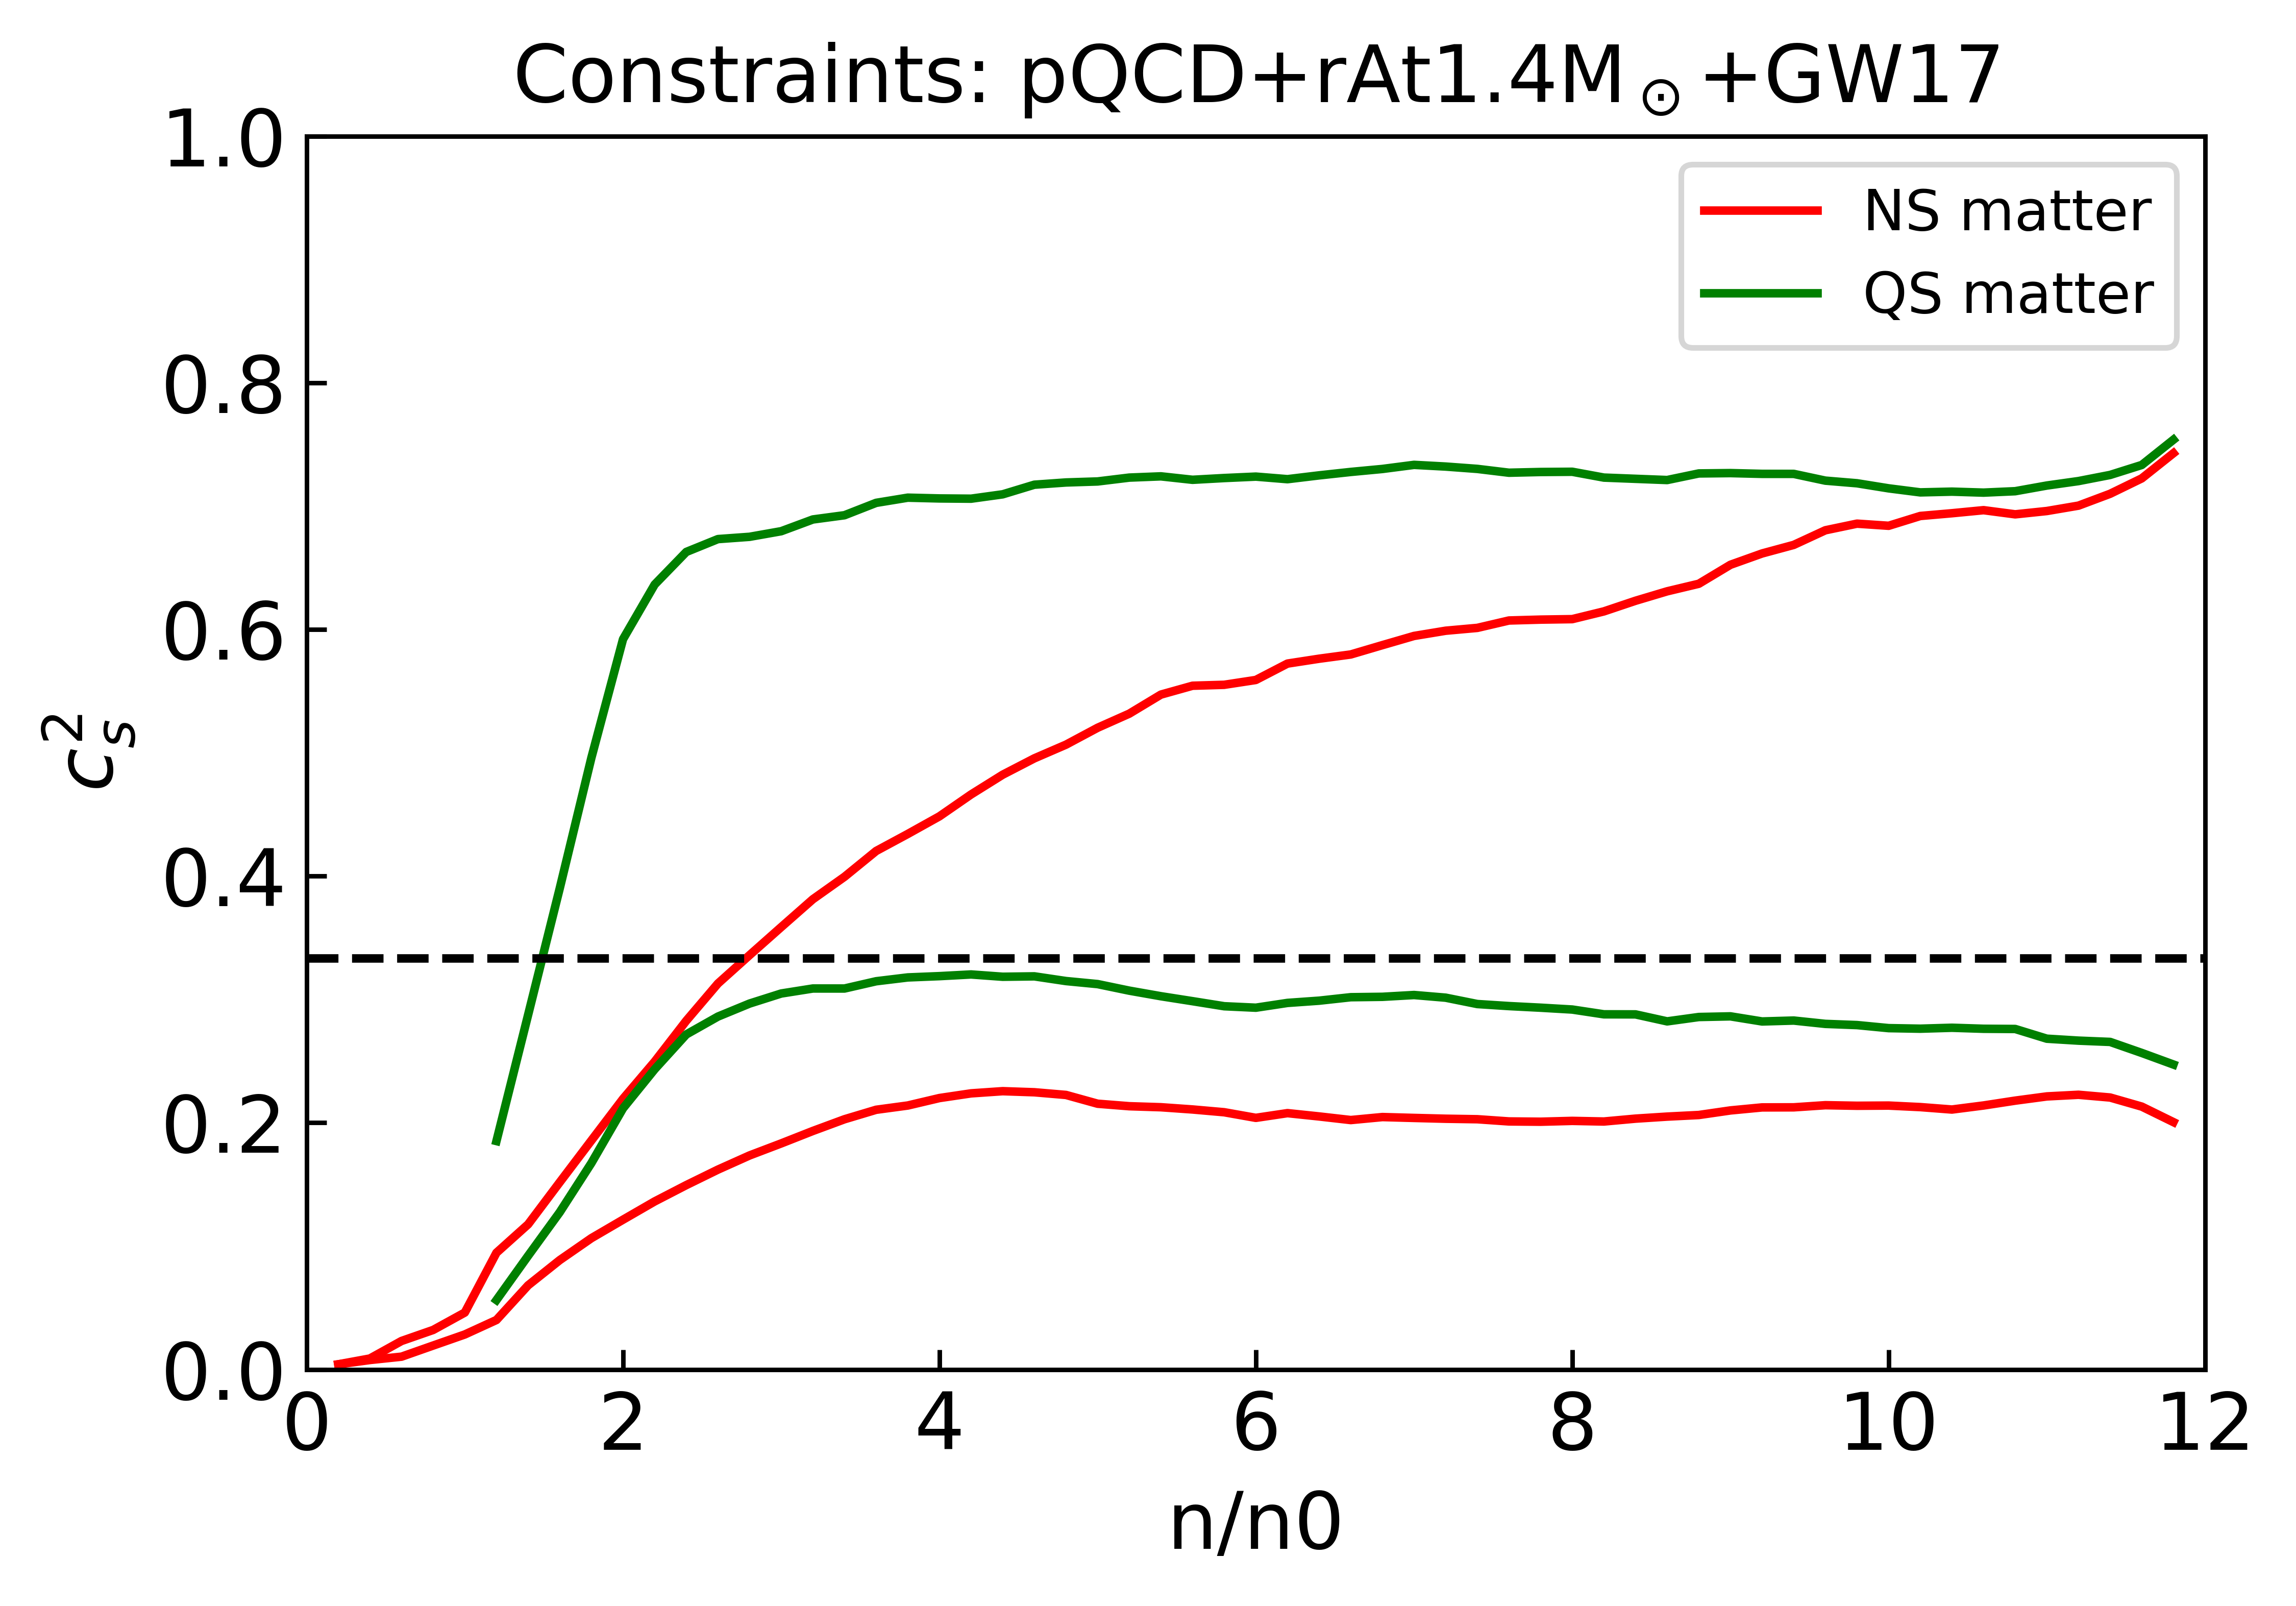 Constraints: pQCD+rAt1.4M⊙+GW17
1.0
0.8
0.6
0.4
0.2
0.0
c_s^2
NS matter
QS matter
0 2 4 6 8 10 12
n/n0